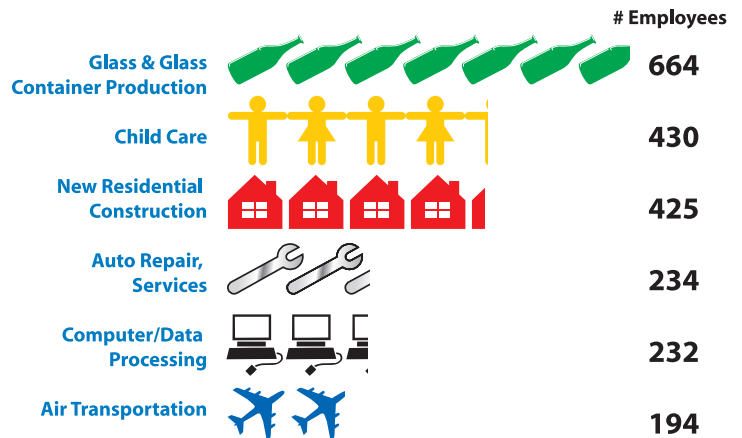 # Employees
Glass & Glass
Container Production
664
Child Care
430
New Residential
Construction
425
Auto Repair,
Services
234
Computer/Data
Processing
232
Air Transportation
194